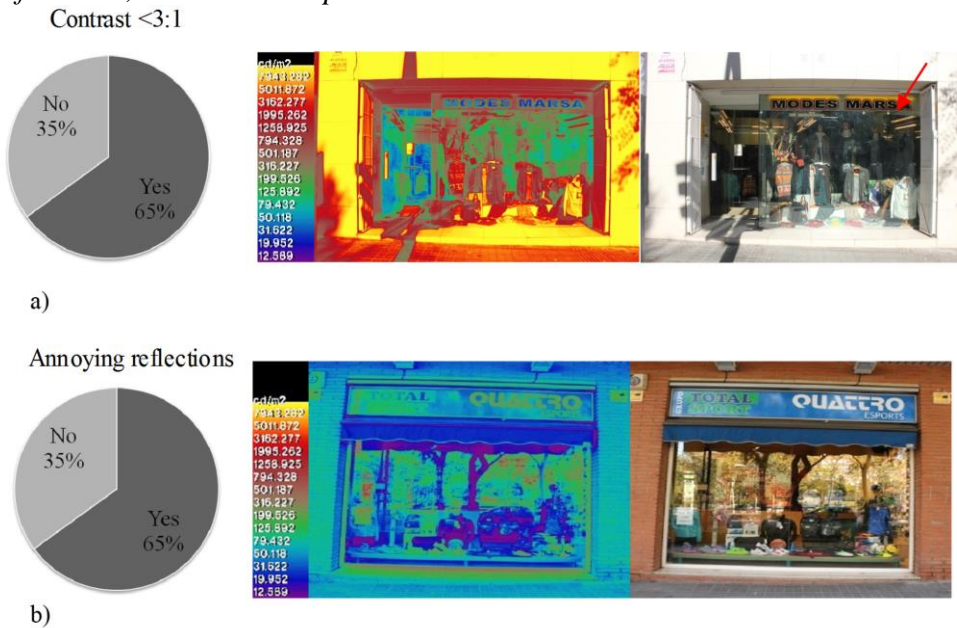 Contrast <3:1
No
35%
Yes
65%
cd/m2
7943.282
5011.872
3162.277
1995.262
1258.925
794.328
501.187
316.227
199.526
125.892
79.432
50.118
31.622
19.952
12.589
MODES MARSA
MODES MARS
a)
Annoying reflections
No
35%
Yes
65%
cd/m2
7943.282
5011.872
3162.277
1995.262
1258.925
794.328
501.187
316.227
199.526
125.892
79.432
50.118
31.622
19.952
12.589
TOTAL
SPORT
QUATTRO
ESPORTS
TOTAL
SPORT
QUATTRO
ESPORTS
b)